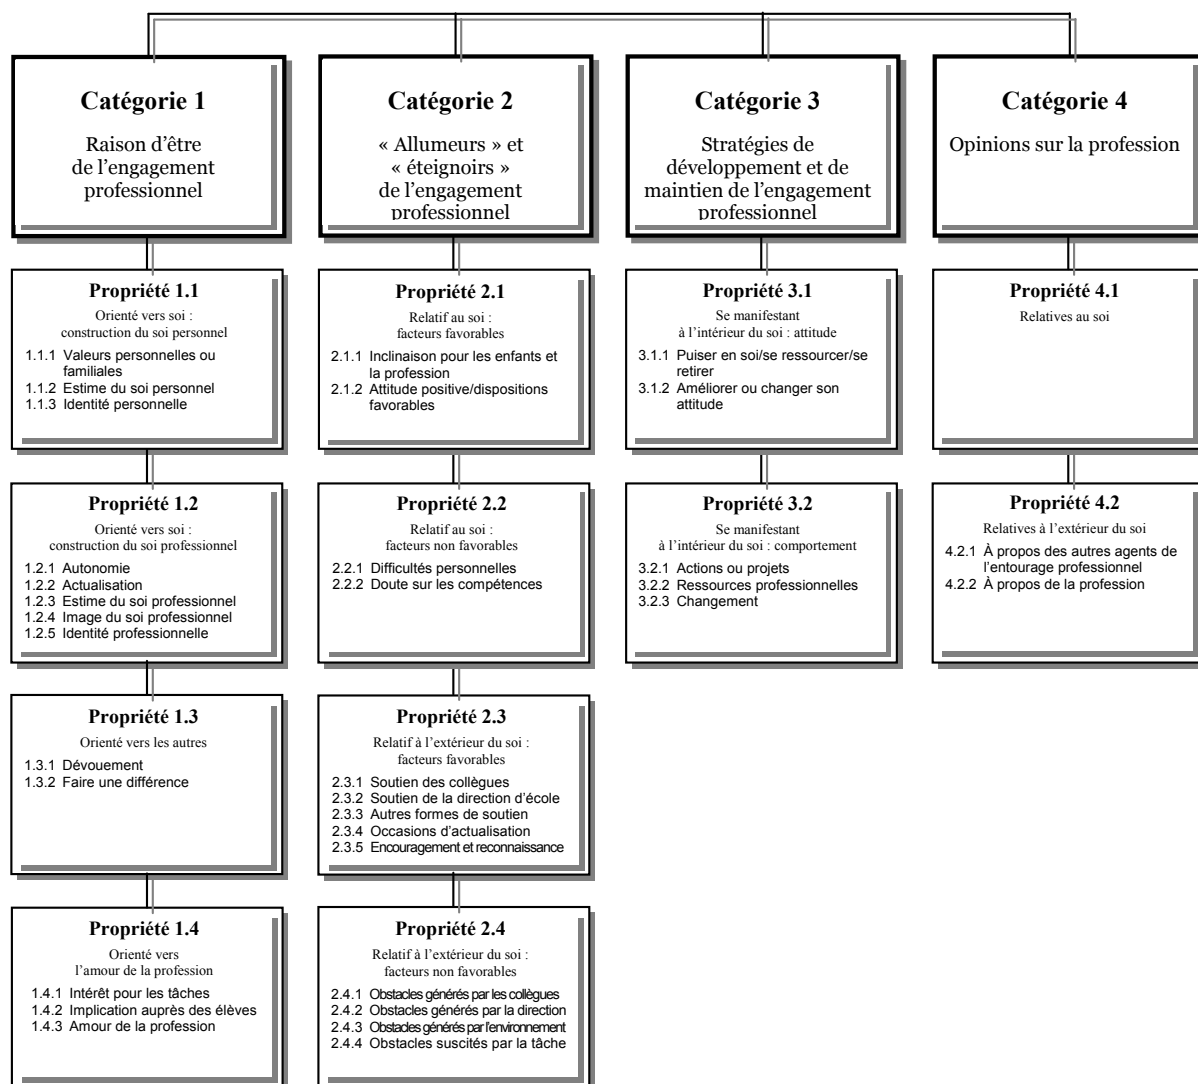 Catégorie 1
Raison d’être
de l’engagement
professionnel
Catégorie 2
« Allumeurs » et
« éteignoirs »
de l’engagement
professionnel
Catégorie 3
Stratégies de
développement et de
maintien de l’engagement
professionnel
Catégorie 4
Opinions sur la profession
Propriété 1.1
Orienté vers soi :
construction du soi personnel
1.1.1 Valeurs personnelles ou
familiales
1.1.2 Estime du soi personnel
1.1.3 Identité personnelle
Propriété 2.1
Relatif au soi :
facteurs favorables
2.1.1 Inclinaison pour les enfants et
la profession
2.1.2 Attitude positive/dispositions
favorables
Propriété 3.1
Se manifestant
à l’intérieur du soi : attitude
3.1.1 Puiser en soi/se ressourcer/se
retirer
3.1.2 Améliorer ou changer son
attitude
Propriété 4.1
Relatives au soi
Propriété 1.2
Orienté vers soi :
construction du soi professionnel
1.2.1 Autonomie
1.2.2 Actualisation
1.2.3 Estime du soi professionnel
1.2.4 Image du soi professionnel
1.2.5 Identité professionnelle
Propriété 2.2
Relatif au soi :
facteurs non favorables
2.2.1 Difficultés personnelles
2.2.2 Doute sur les compétences
Propriété 3.2
Se manifestant
à l’intérieur du soi : comportement
3.2.1 Actions ou projets
3.2.2 Ressources professionnelles
3.2.3 Changement
Propriété 4.2
Relatives à l’extérieur du soi
4.2.1 À propos des autres agents de
l’entourage professionnel
4.2.2 À propos de la profession
Propriété 1.3
Orienté vers les autres
1.3.1 Dévouement
1.3.2 Faire une différence
Propriété 2.3
Relatif à l’extérieur du soi :
facteurs favorables
2.3.1 Soutien des collègues
2.3.2 Soutien de la direction d’école
2.3.3 Autres formes de soutien
2.3.4 Occasions d’actualisation
2.3.5 Encouragement et reconnaissance
Propriété 1.4
Orienté vers
l’amour de la profession
1.4.1 Intérêt pour les tâches
1.4.2 Implication auprès des élèves
1.4.3 Amour de la profession
Propriété 2.4
Relatif à l’extérieur du soi :
facteurs non favorables
2.4.1 Obstacles générés par les collègues
2.4.2 Obstacles générés par la direction
2.4.3 Obstacles générés par l’environnement
2.4.4 Obstacles suscités par la tâche